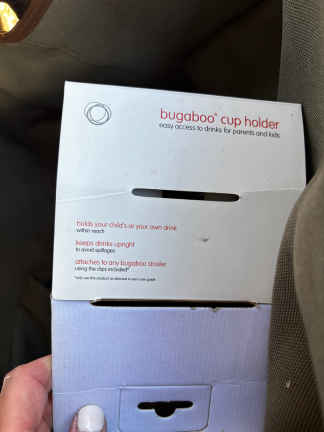 bugaboo® cup holder
easy access to drinks for parents and kids
holds your child's or your own drink
within reach
keeps drinks upright
to avoid spillages
attaches to any bugaboo stroller
using the clips included*